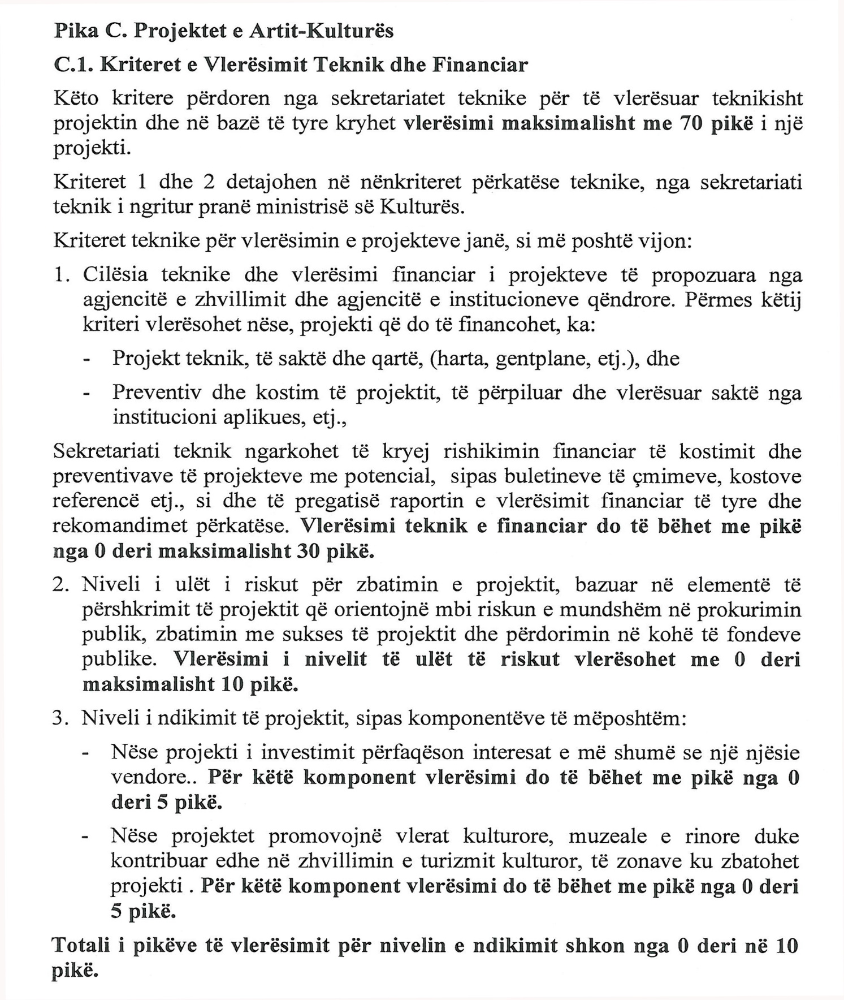 Pika C. Projektet e Artit-Kulturës
C.1. Kriteret e Vlerësimit Teknik dhe Financiar
Këto kritere përdoren nga sekretariatet teknike për të vlerësuar teknikisht
projektin dhe në bazë të tyre kryhet vlerësimi maksimalisht me 70 pikë i një
projekti.
Kriteret 1 dhe 2 detajohen në nënkriteret përkatëse teknike, nga sekretariati
teknik i ngritur pranë ministrisë së Kulturës.
Kriteret teknike për vlerësimin e projekteve janë, si më poshtë vijon:
1. Cilësia teknike dhe vlerësimi financiar i projekteve të propozuara nga
agjencitë e zhvillimit dhe agjencitë e institucioneve qëndrore. Përmes këtij
kriteri vlerësohet nëse, projekti që do të financohet, ka:
- Projekt teknik, të saktë dhe qartë, (harta, gentplane, etj.), dhe
- Preventiv dhe kostim të projektit, të përpiluar dhe vlerësuar saktë nga
institucioni aplikues, etj.,
Sekretariati teknik ngarkohet të kryej rishikimin financiar të kostimit dhe
preventivave të projekteve me potencial, sipas buletineve të çmimeve, kostove
referencë etj., si dhe të pregatisë raportin e vlerësimit financiar të tyre dhe
rekomandimet përkatëse. Vlerësimi teknik e financiar do të bëhet me pikë
nga 0 deri maksimalisht 30 pikë.
2. Niveli i ulët i riskut për zbatimin e projektit, bazuar në elementë të
përshkrimit të projektit që orientojnë mbi riskun e mundshëm në prokurimin
publik, zbatimin me sukses të projektit dhe përdorimin në kohë të fondeve
publike. Vlerësimi i nivelit të ulët të riskut vlerësohet me 0 deri
maksimalisht 10 pikë.
3. Niveli i ndikimit të projektit, sipas komponentëve të mëposhtëm:
- Nëse projekti i investimit përfaqëson interesat e më shumë se një njësie
vendore.. Për këtë komponent vlerësimi do të bëhet me pikë nga 0
deri 5 pikë.
- Nëse projektet promovojnë vlerat kulturore, muzeale e rinore duke
kontribuar edhe në zhvillimin e turizmit kulturor, të zonave ku zbatohet
projekti . Për këtë komponent vlerësimi do të bëhet me pikë nga 0 deri
5 pikë.
Totali i pikëve të vlerësimit për nivelin e ndikimit shkon nga 0 deri në 10
pikë.